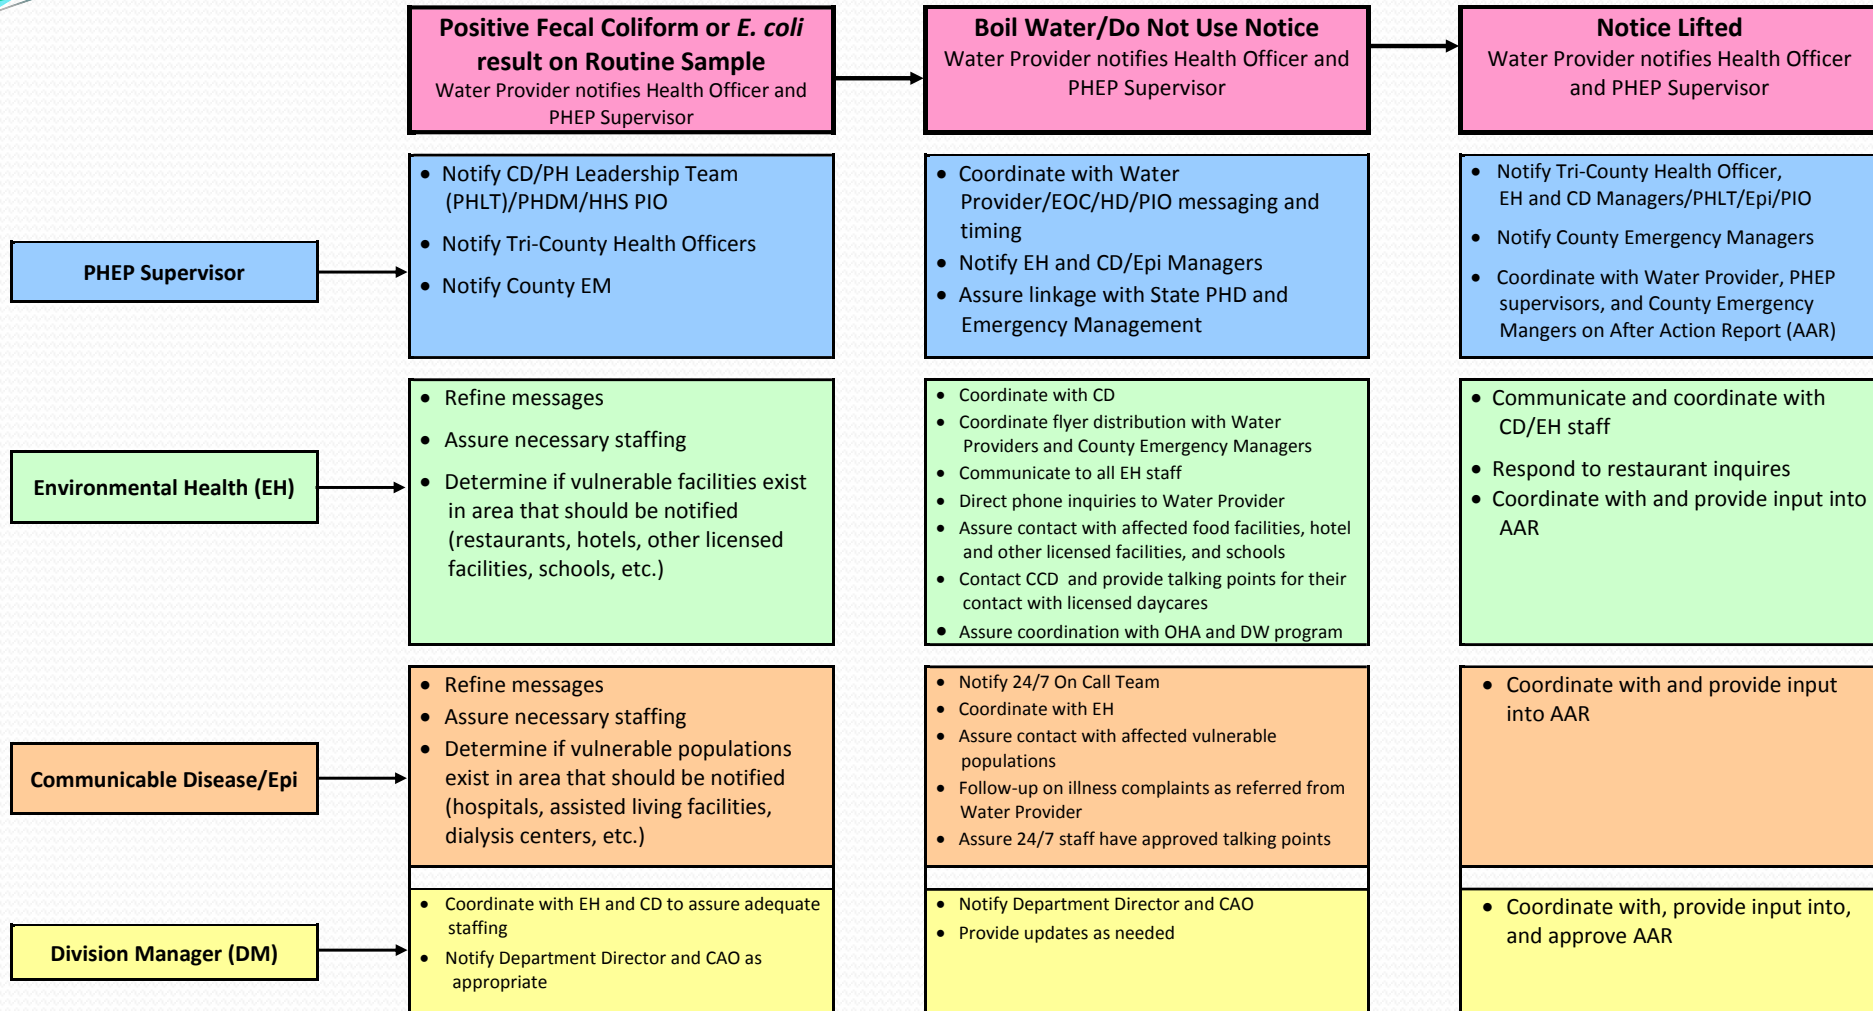 Positive Fecal Coliform or E. coli
result on Routine Sample
Water Provider notifies Health Officer and
PHEP Supervisor
Boil Water/Do Not Use Notice
Water Provider notifies Health Officer and
PHEP Supervisor
Notice Lifted
Water Provider notifies Health Officer
and PHEP Supervisor
PHEP Supervisor
• Notify CD/PH Leadership Team
(PHLT)/PHDM/HHS PIO
• Notify Tri-County Health Officers
• Notify County EM
• Coordinate with Water
Provider/EOC/HD/PIO messaging and
timing
• Notify EH and CD/Epi Managers
• Assure linkage with State PHD and
Emergency Management
• Notify Tri-County Health Officer,
EH and CD Managers/PHLT/Epi/PIO
• Notify County Emergency Managers
• Coordinate with Water Provider, PHEP
supervisors, and County Emergency
Mangers on After Action Report (AAR)
Environmental Health (EH)
• Refine messages
• Assure necessary staffing
• Determine if vulnerable facilities exist
in area that should be notified
(restaurants, hotels, other licensed
facilities, schools, etc.)
• Coordinate with CD
• Coordinate flyer distribution with Water
Providers and County Emergency Managers
• Communicate to all EH staff
• Direct phone inquiries to Water Provider
• Assure contact with affected food facilities, hotel
and other licensed facilities, and schools
• Contact CCD and provide talking points for their
contact with licensed daycares
• Assure coordination with OHA and DW program
• Communicate and coordinate with
CD/EH staff
• Respond to restaurant inquires
• Coordinate with and provide input into
AAR
Communicable Disease/Epi
• Refine messages
• Assure necessary staffing
• Determine if vulnerable populations
exist in area that should be notified
(hospitals, assisted living facilities,
dialysis centers, etc.)
• Notify 24/7 On Call Team
• Coordinate with EH
• Assure contact with affected vulnerable
populations
• Follow-up on illness complaints as referred from
Water Provider
• Assure 24/7 staff have approved talking points
• Coordinate with and provide input
into AAR
Division Manager (DM)
• Coordinate with EH and CD to assure adequate
staffing
• Notify Department Director and CAO as
appropriate
• Notify Department Director and CAO
• Provide updates as needed
• Coordinate with, provide input into,
and approve AAR